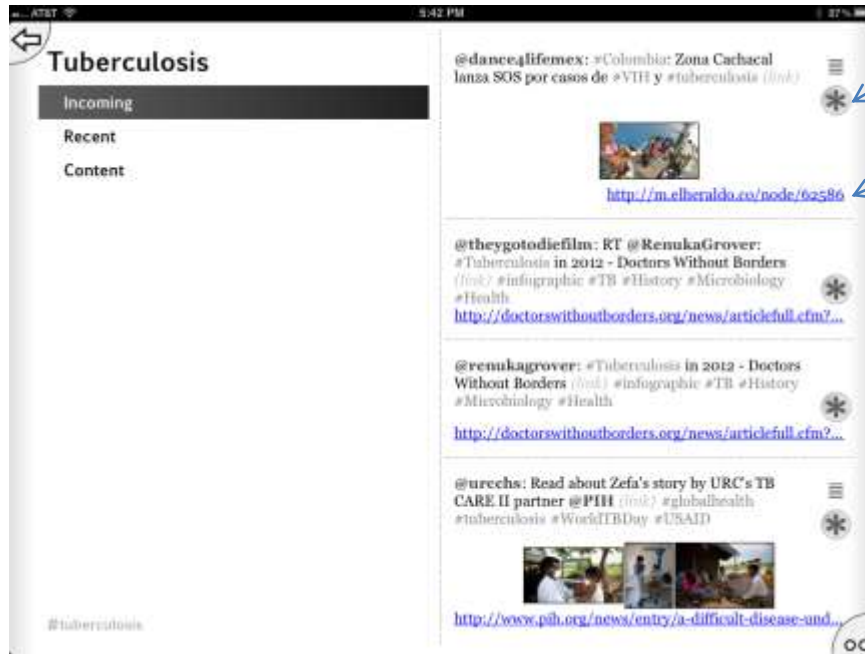 AT&T 5:42 PM 27%
Tuberculosis
Incoming
Recent
Content
#tuberculosis
@dance4lifemex: #Colombia: Zona Cachacal
lanza SOS por casos de #VIH y #tuberculosis (link)
http://m.elheraldo.co/node/62586
@theygotodiefilm: RT @RenukaGrover:
#Tuberculosis in 2012 - Doctors Without Borders
(link) #infographic #TB #History #Microbiology
#Health
http://doctorswithoutborders.org/news/articlefull.cfm?...
@renukagrover: #Tuberculosis in 2012 - Doctors
Without Borders (link) #infographic #TB #History
#Microbiology #Health
http://doctorswithoutborders.org/news/articlefull.cfm?...
@urcchs: Read about Zefa's story by URC's TB
CARE II partner @PIH (link) #globalhealth
#tuberculosis #WorldTBDay #USAID
http://www.pih.org/news/entry/a-difficult-disease-und...